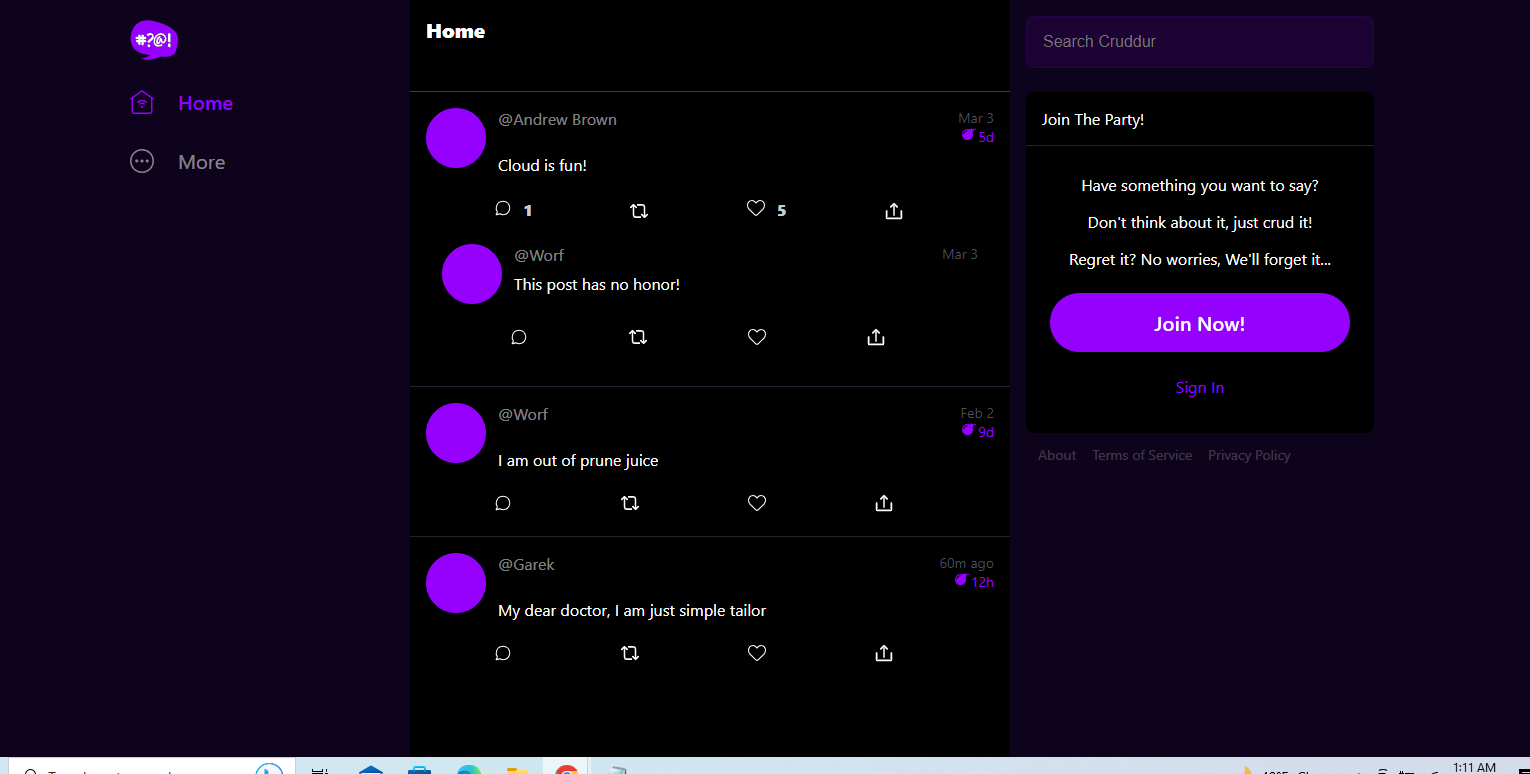 #?@!
Home
More
Home
@Andrew Brown
Mar 3
5d
Cloud is fun!
1
5
@Worf
Mar 3
This post has no honor!
@Worf
Feb 2
9d
I am out of prune juice
@Garek
60m ago
12h
My dear doctor, I am just simple tailor
Search Cruddur
Join The Party!
Have something you want to say?
Don't think about it, just crud it!
Regret it? No worries, We'll forget it...
Join Now!
Sign In
About Terms of Service Privacy Policy
1:11 AM